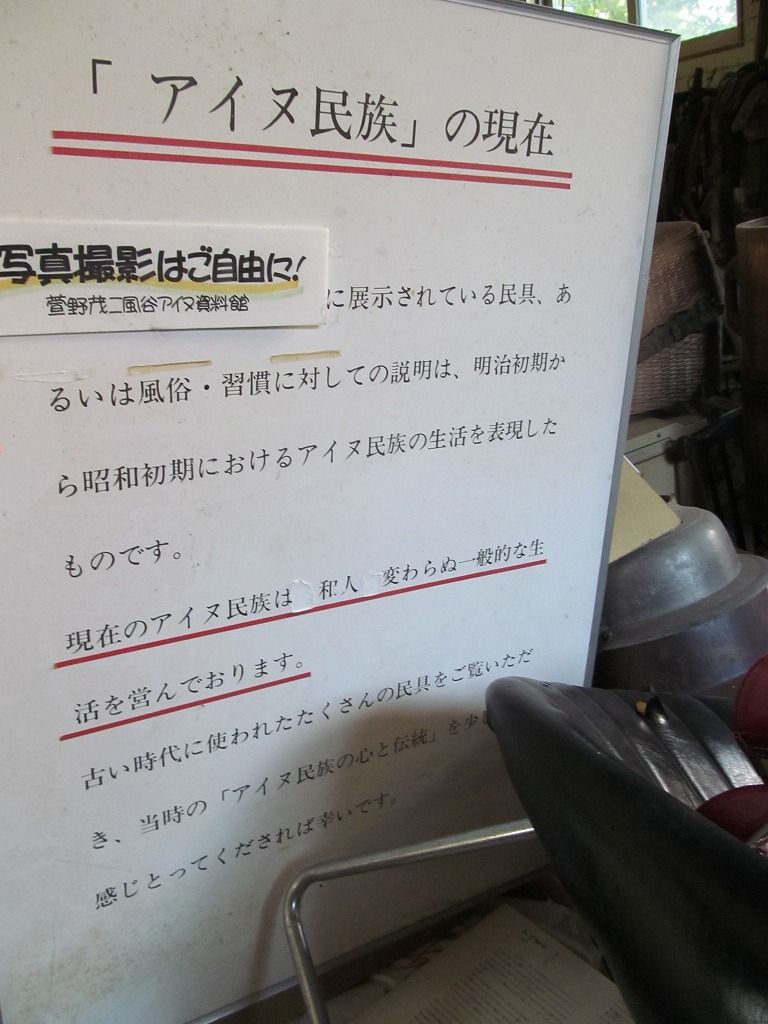 「アイヌ民族」の現在
写真撮影はご自由に!
萱野茂二風谷アイヌ資料館
に展示されている民具、あ
るいは風俗・習慣に対しての説明は、明治初期か
ら昭和初期におけるアイヌ民族の生活を表現した
ものです。
現在のアイヌ民族は 和人 変わらぬ一般的な生
活を営んでおります。
古い時代に使われたたくさんの民具をご覧いただ
き、当時の「アイヌ民族の心と伝統」を少し
感じとってくだされば幸いです。